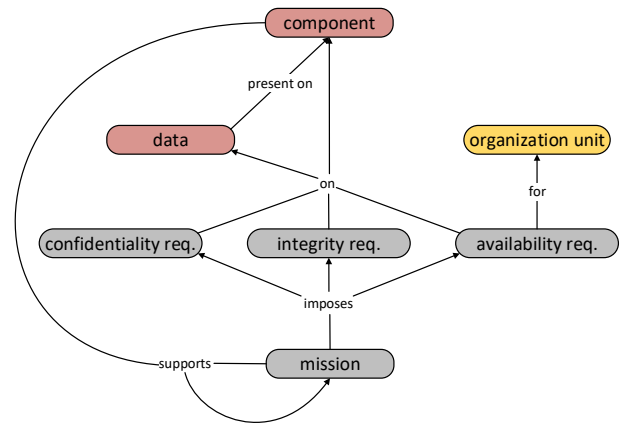 component
present on
data
organization unit
on
for
confidentiality req.
integrity req.
availability req.
imposes
supports
mission